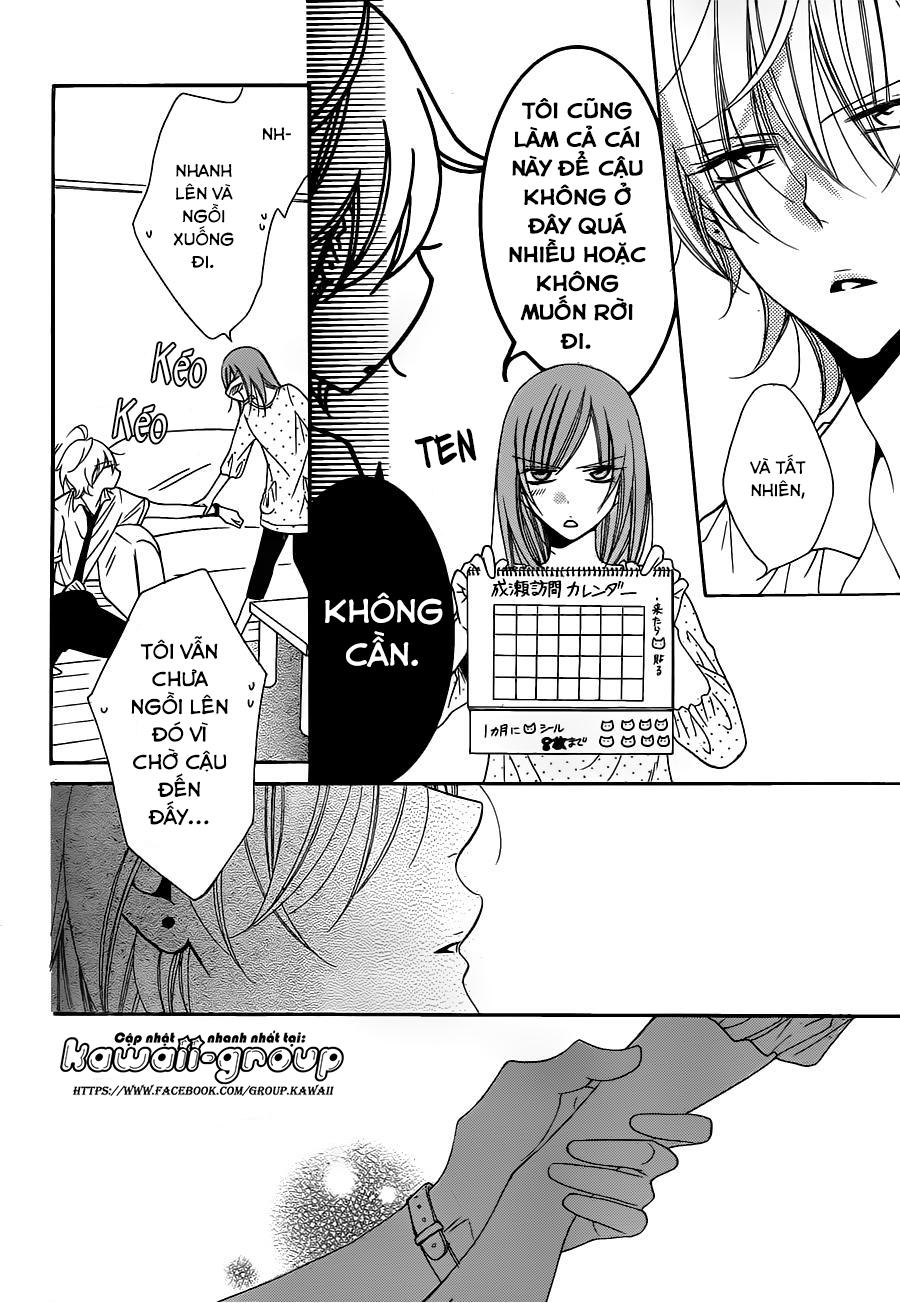 VÀ TẤT
NHIÊN,
TÔI CŨNG
LÀM CẢ CÁI
NÀY ĐỂ CẬU
KHÔNG Ở
ĐÂY QUÁ
NHIỀU HOẶC
KHÔNG
MUỐN RỜI
ĐI.
TEN
成瀬訪問カレンダー
来たら
貼る
1カ月に
シール
8枚まで
KHÔNG
CẦN.
NH-
NHANH
LÊN VÀ
NGỒI
XUỐNG
ĐI.
KÉO
KÉO
TÔI VẪN
CHƯA
NGỒI LÊN
ĐÓ VÌ
CHỜ CẬU
ĐẾN
ĐẤY...
Cập nhật nhanh nhất tại:
kawaii-group
HTTPS://WWW.FACEBOOK.COM/GROUP.KAWAII